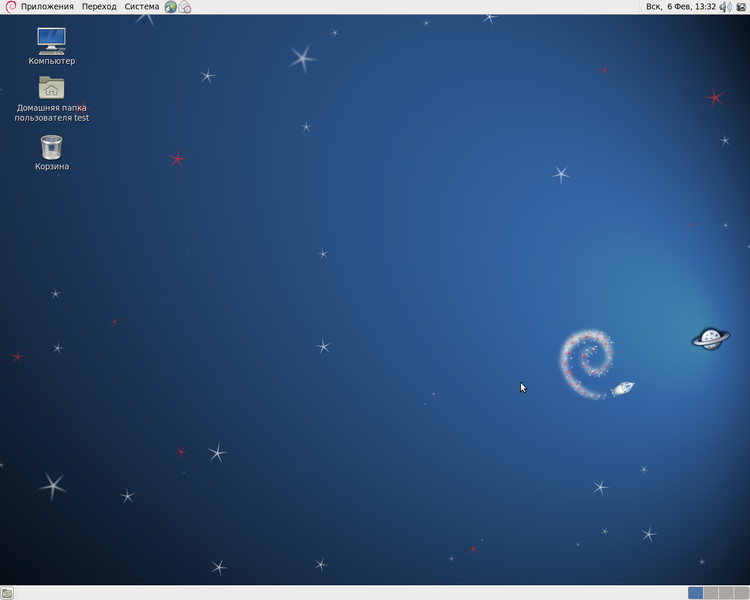 Приложения Переход Система
Вск, 6 Фев, 13:32
Компьютер
Домашняя папка
пользователя test
Корзина